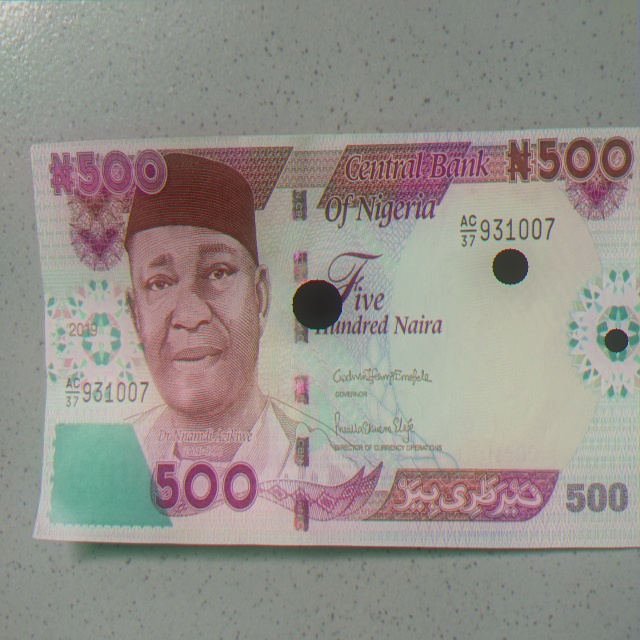 ₦500
Central Bank
₦500
Of Nigeria
AC/37 931007
Five
Hundred Naira
2019
AC/37 931007
GOVERNOR
Dr. Nnamdi Azikiwe
DIRECTOR OF CURRENCY OPERATIONS
500
500